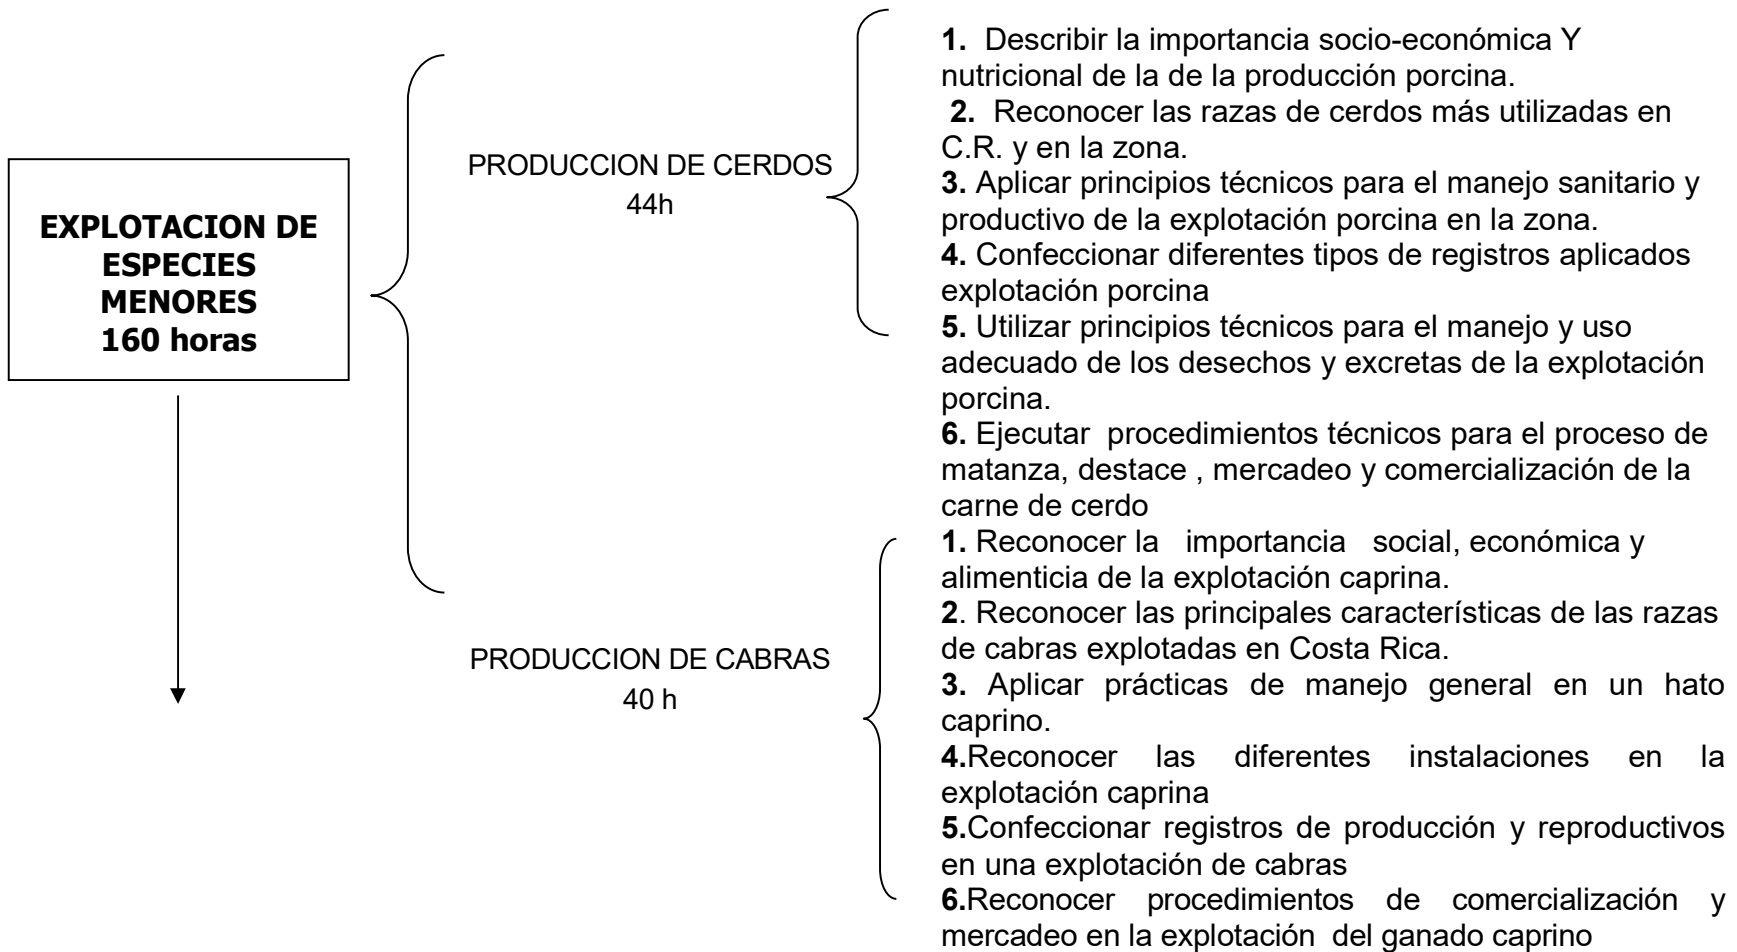 EXPLOTACION DE
ESPECIES
MENORES
160 horas
PRODUCCION DE CERDOS
44h
1. Describir la importancia socio-económica Y
nutricional de la de la producción porcina.
2. Reconocer las razas de cerdos más utilizadas en
C.R. y en la zona.
3. Aplicar principios técnicos para el manejo sanitario y
productivo de la explotación porcina en la zona.
4. Confeccionar diferentes tipos de registros aplicados
explotación porcina
5. Utilizar principios técnicos para el manejo y uso
adecuado de los desechos y excretas de la explotación
porcina.
6. Ejecutar procedimientos técnicos para el proceso de
matanza, destace , mercadeo y comercialización de la
carne de cerdo
PRODUCCION DE CABRAS
40 h
1. Reconocer la importancia social, económica y
alimenticia de la explotación caprina.
2. Reconocer las principales características de las razas
de cabras explotadas en Costa Rica.
3. Aplicar prácticas de manejo general en un hato
caprino.
4.Reconocer las diferentes instalaciones en la
explotación caprina
5.Confeccionar registros de producción y reproductivos
en una explotación de cabras
6.Reconocer procedimientos de comercialización y
mercadeo en la explotación del ganado caprino